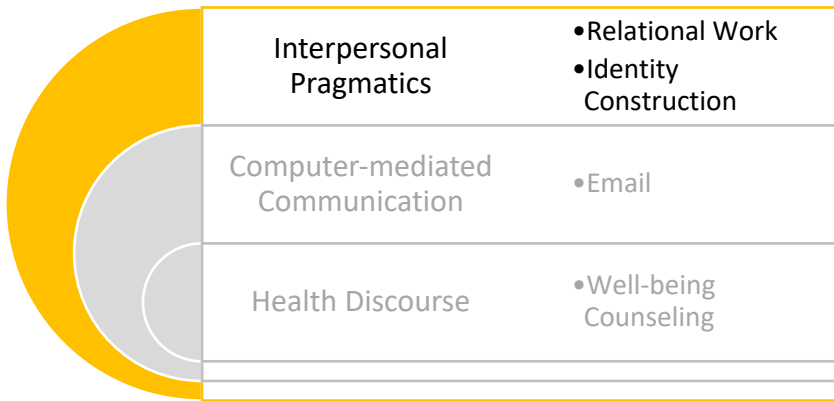 Interpersonal
Pragmatics
•Relational Work
•Identity
Construction
Computer-mediated
Communication
•Email
Health Discourse
•Well-being
Counseling